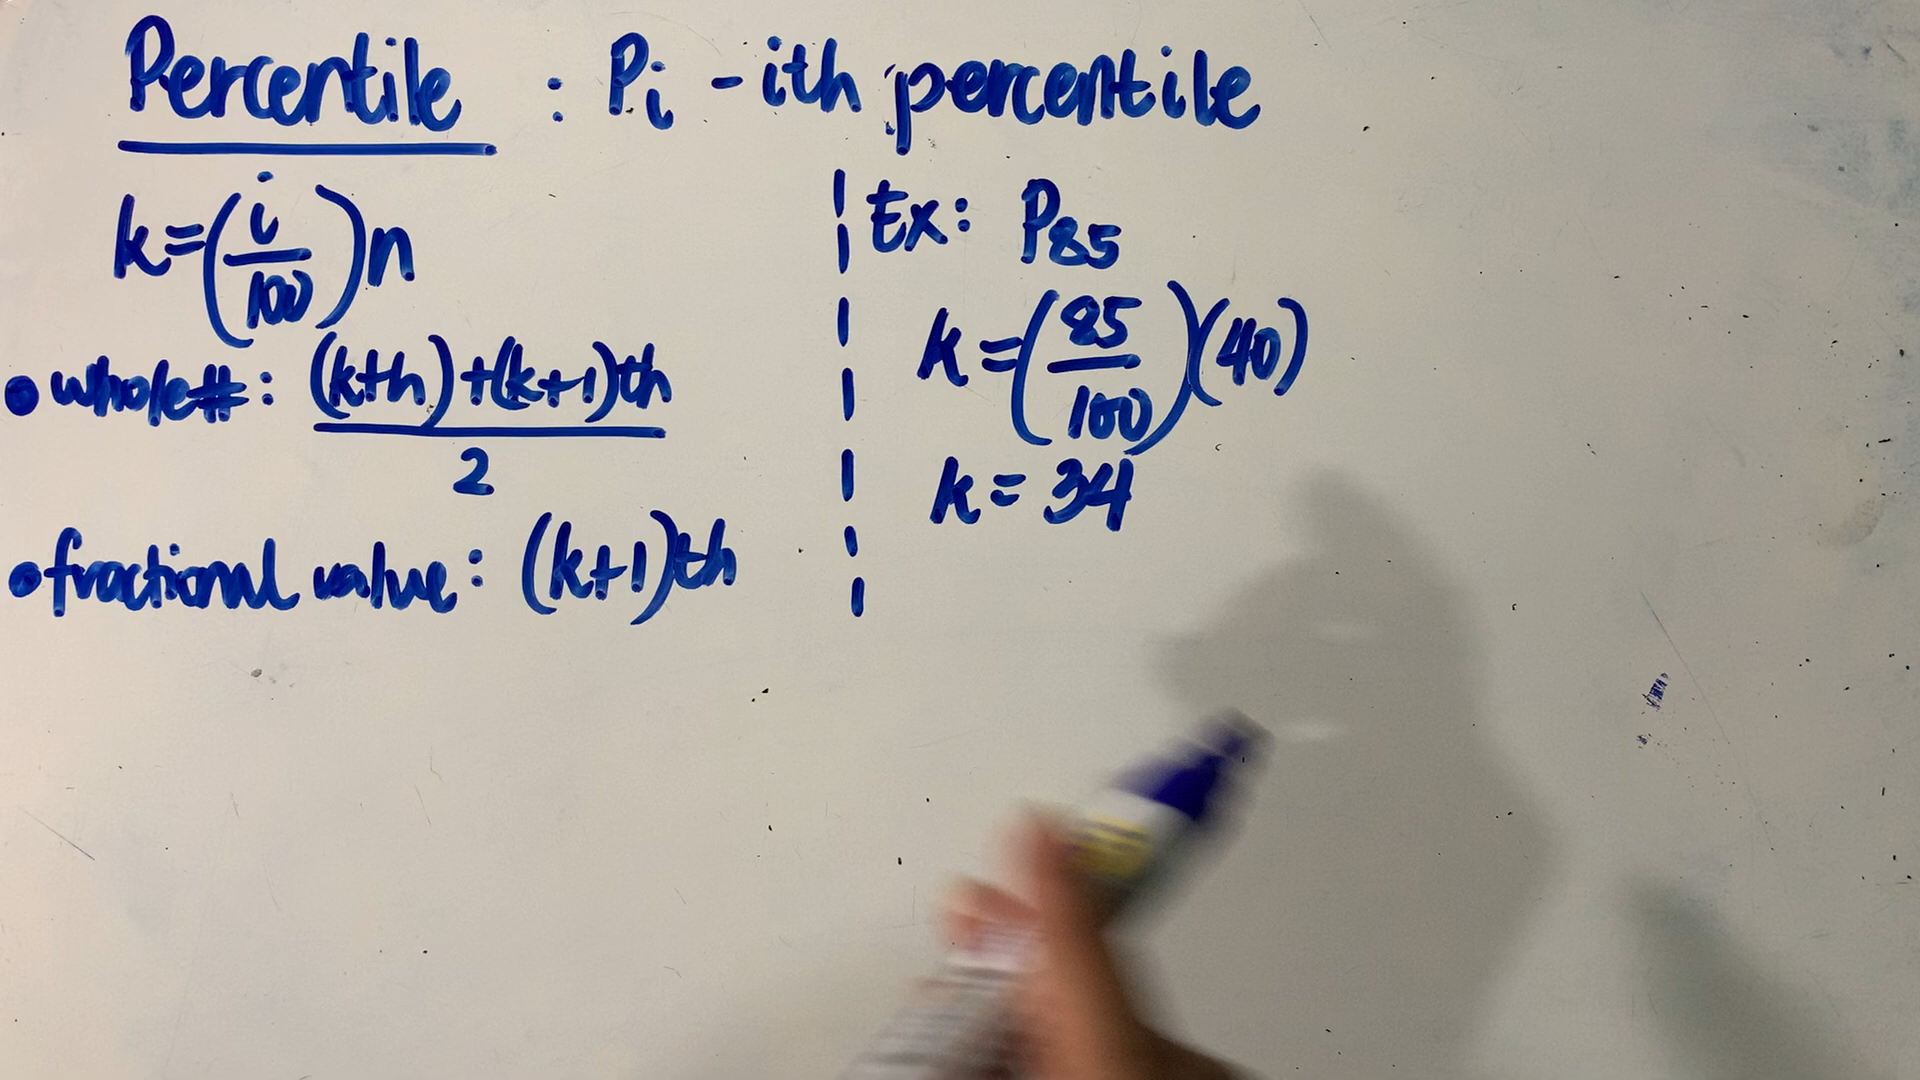 Percentile : Pi - ith percentile
k = (i/100)n
• whole#: (kth)+(k+1)th
2
• fractional value: (k+1)th
Ex: P85
k = (85/100)(40)
k = 34